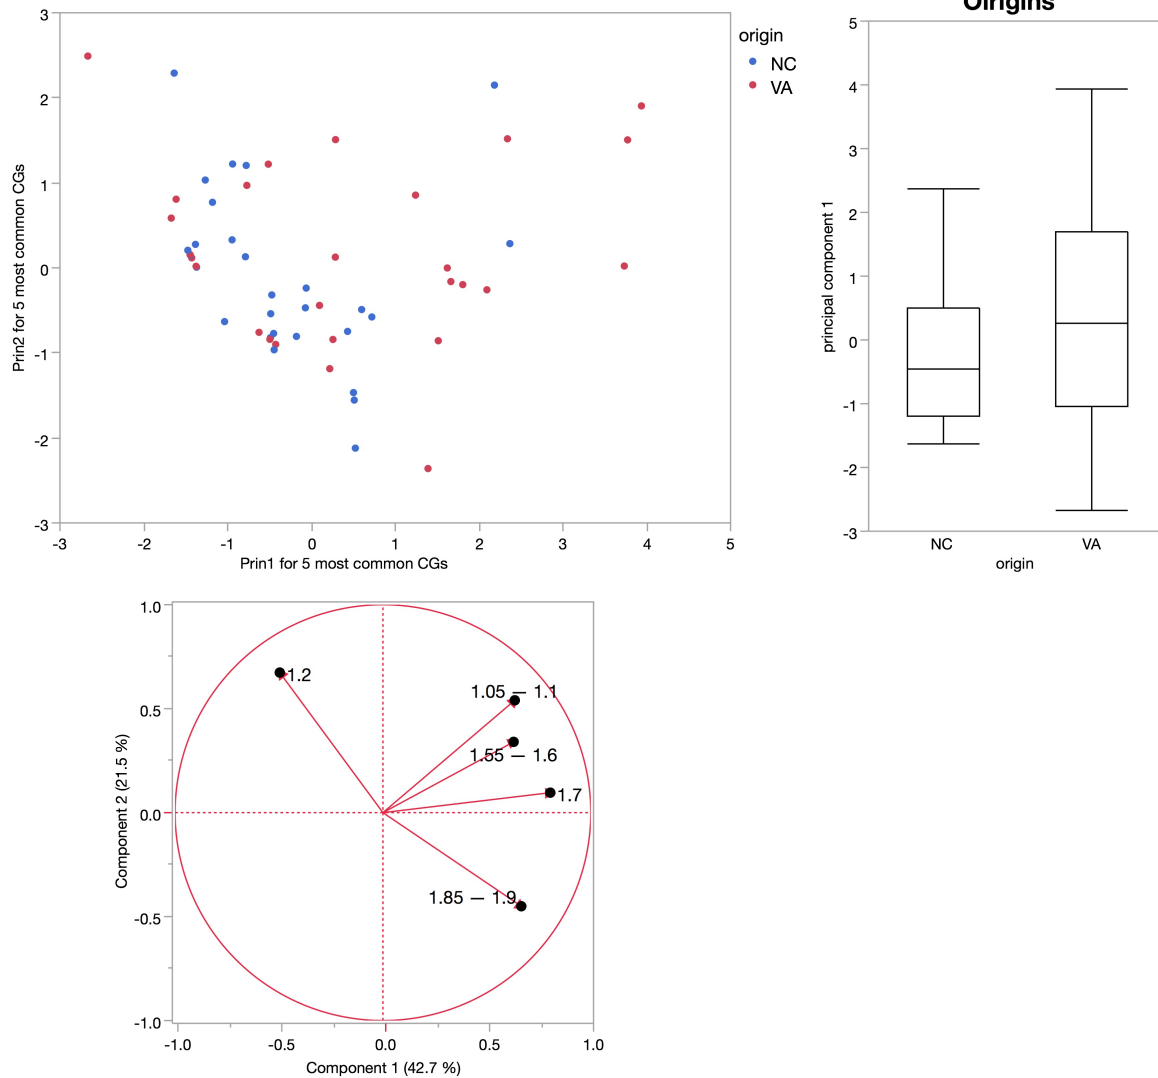 Oirigins
3
2
1
0
-1
-2
-3
Prin2 for 5 most common CGs
-3
-2
-1
0
1
2
3
4
5
Prin1 for 5 most common CGs
origin
NC
VA
5
4
3
2
1
0
-1
-2
-3
principal component 1
NC
VA
origin
1.0
0.5
0.0
-0.5
-1.0
Component 2 (21.5 %)
1.2
1.05 – 1.1
1.55 – 1.6
1.7
1.85 – 1.9
-1.0
-0.5
0.0
0.5
1.0
Component 1 (42.7 %)